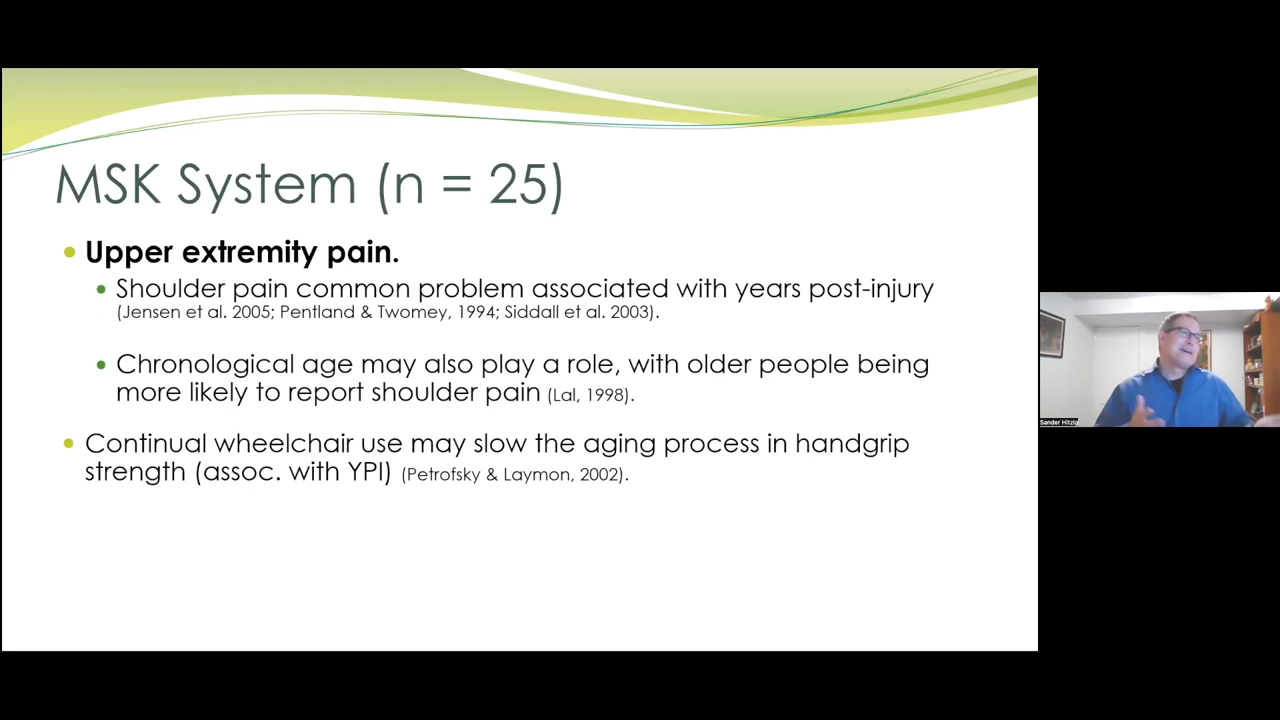 MSK System (n = 25)
Upper extremity pain.
Shoulder pain common problem associated with years post-injury
(Jensen et al. 2005; Pentland & Twomey, 1994; Siddall et al. 2003).
Chronological age may also play a role, with older people being
more likely to report shoulder pain (Lal, 1998).
Continual wheelchair use may slow the aging process in handgrip
strength (assoc. with YPI) (Petrofsky & Laymon, 2002).
Sander Hitzig